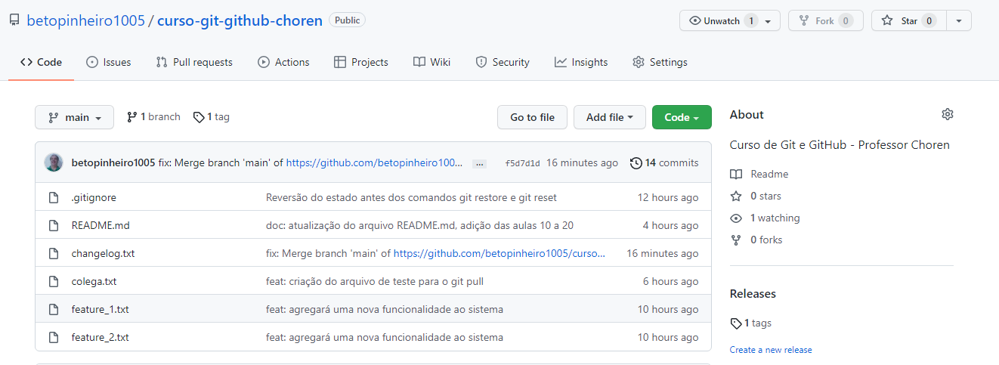 betopinheiro1005 / curso-git-github-choren Public Unwatch 1 Fork 0 Star 0
Code Issues Pull requests Actions Projects Wiki Security Insights Settings
main 1 branch 1 tag Go to file Add file Code
betopinheiro1005 fix: Merge branch 'main' of https://github.com/betopinheiro100... ... f5d7d1d 16 minutes ago 14 commits
.gitignore Reversão do estado antes dos comandos git restore e git reset 12 hours ago
README.md doc: atualização do arquivo README.md, adição das aulas 10 a 20 4 hours ago
changelog.txt fix: Merge branch 'main' of https://github.com/betopinheiro1005/curso... 16 minutes ago
colega.txt feat: criação do arquivo de teste para o git pull 6 hours ago
feature_1.txt feat: agregará uma nova funcionalidade ao sistema 10 hours ago
feature_2.txt feat: agregará uma nova funcionalidade ao sistema 10 hours ago
About
Curso de Git e GitHub - Professor Choren
Readme
0 stars
1 watching
0 forks
Releases
1 tags
Create a new release